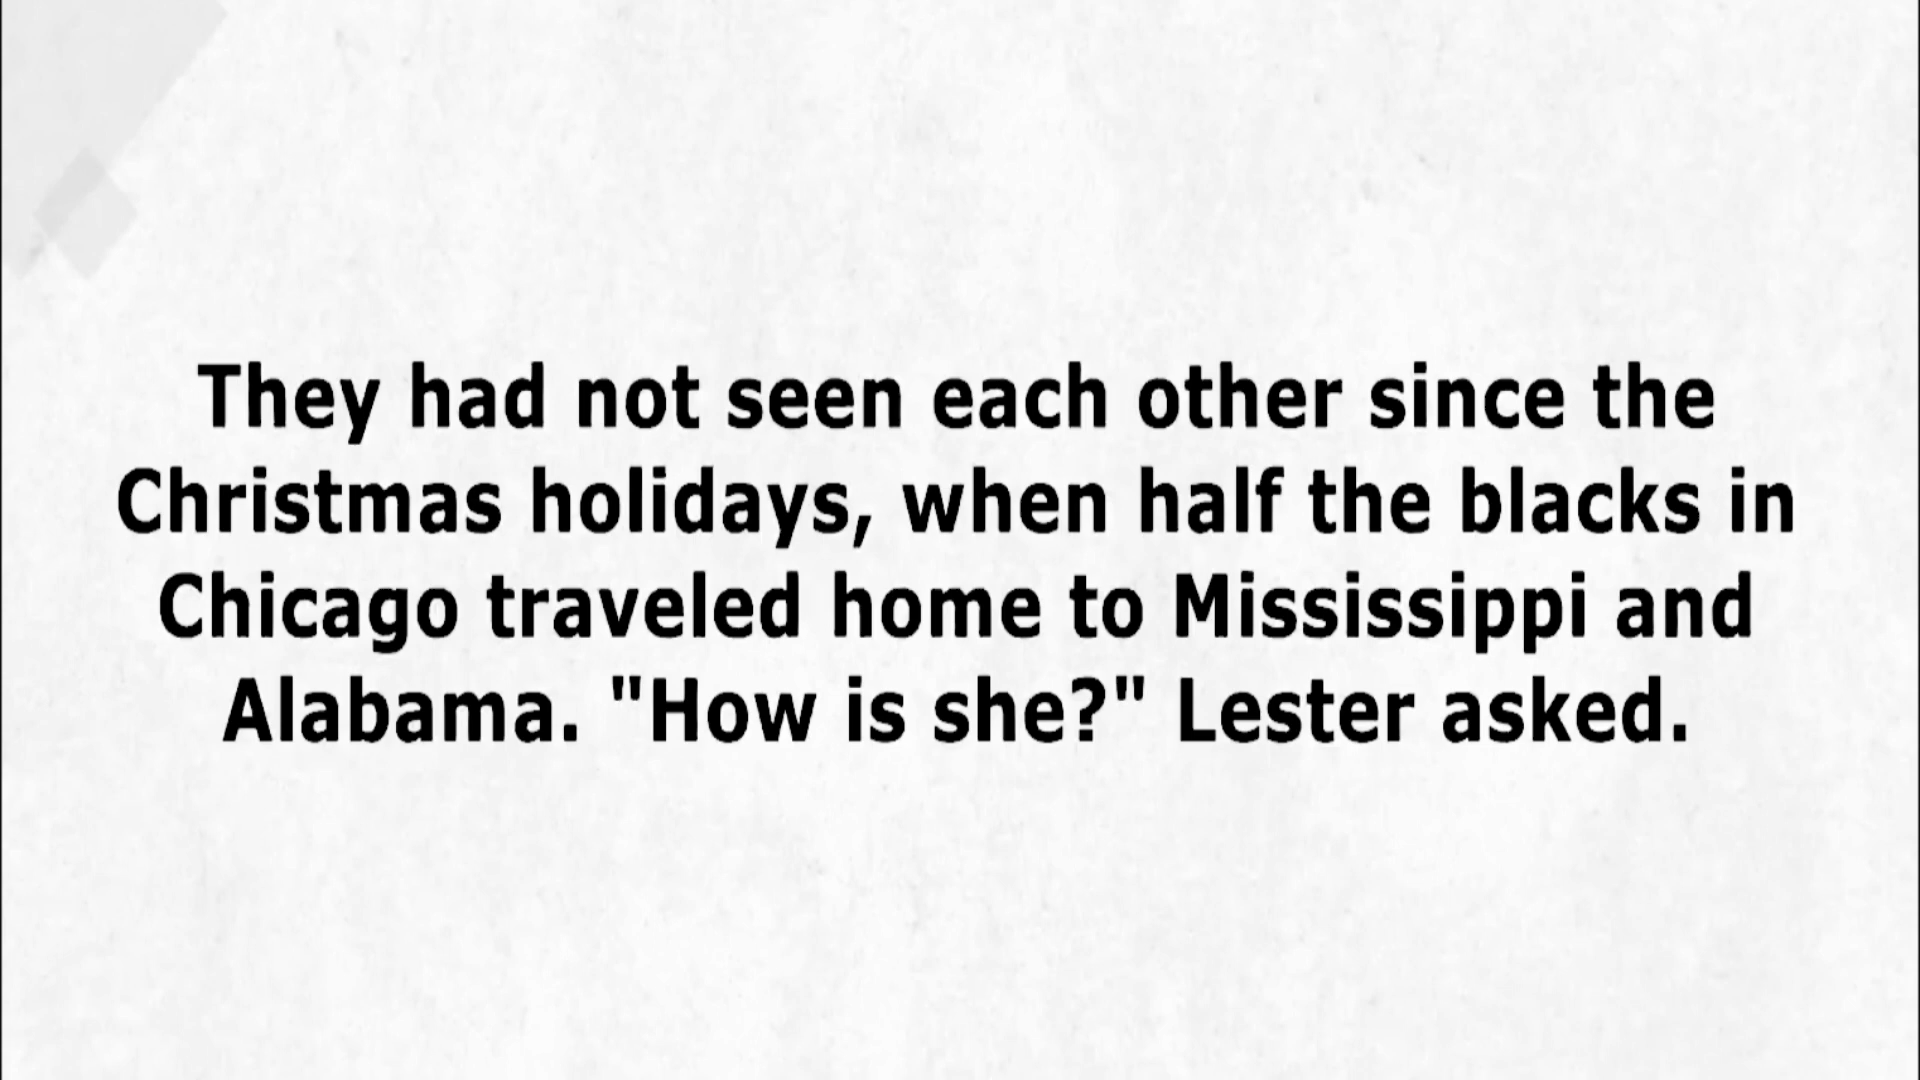 They had not seen each other since the
Christmas holidays, when half the blacks in
Chicago traveled home to Mississippi and
Alabama. "How is she?" Lester asked.